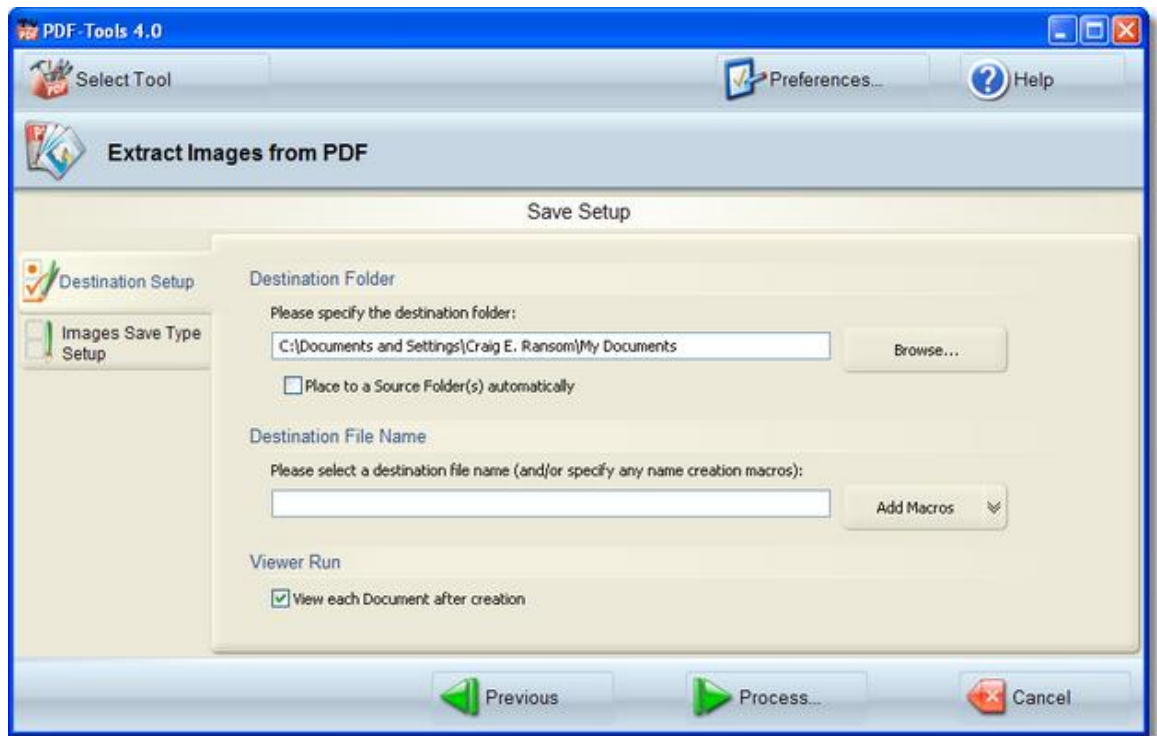 PDF-Tools 4.0
Select Tool
Preferences...
Help
Extract Images from PDF
Save Setup
Destination Setup
Images Save Type
Setup
Destination Folder
Please specify the destination folder:
C:\Documents and Settings\Craig E. Ransom\My Documents
Browse...
Place to a Source Folder(s) automatically
Destination File Name
Please select a destination file name (and/or specify any name creation macros):
Add Macros
Viewer Run
View each Document after creation
Previous
Process...
Cancel